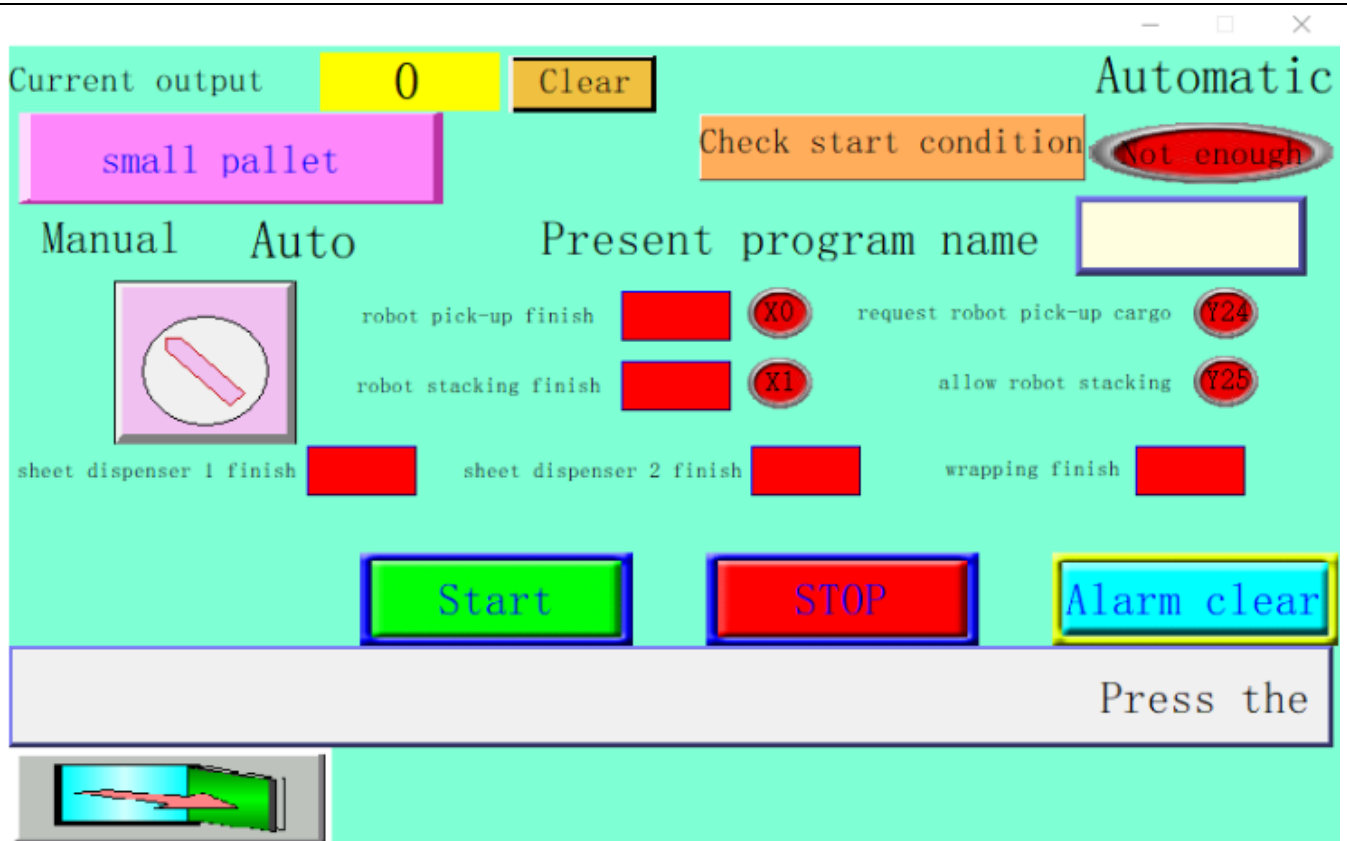 Current output 0 Clear Automatic
small pallet Check start condition Not enough
Manual Auto Present program name
robot pick-up finish X0 request robot pick-up cargo Y24
robot stacking finish X1 allow robot stacking Y25
sheet dispenser 1 finish sheet dispenser 2 finish wrapping finish
Start STOP Alarm clear
Press the